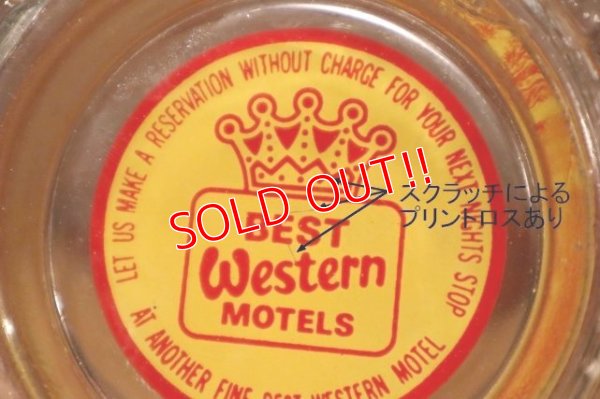 LET US MAKE A RESERVATION WITHOUT CHARGE FOR YOUR NEXT NIGHTS STOP
SOLD OUT!!
スクラッチによる
プリントロスあり
BEST
Western
MOTELS
AT ANOTHER FINE BEST WESTERN MOTEL